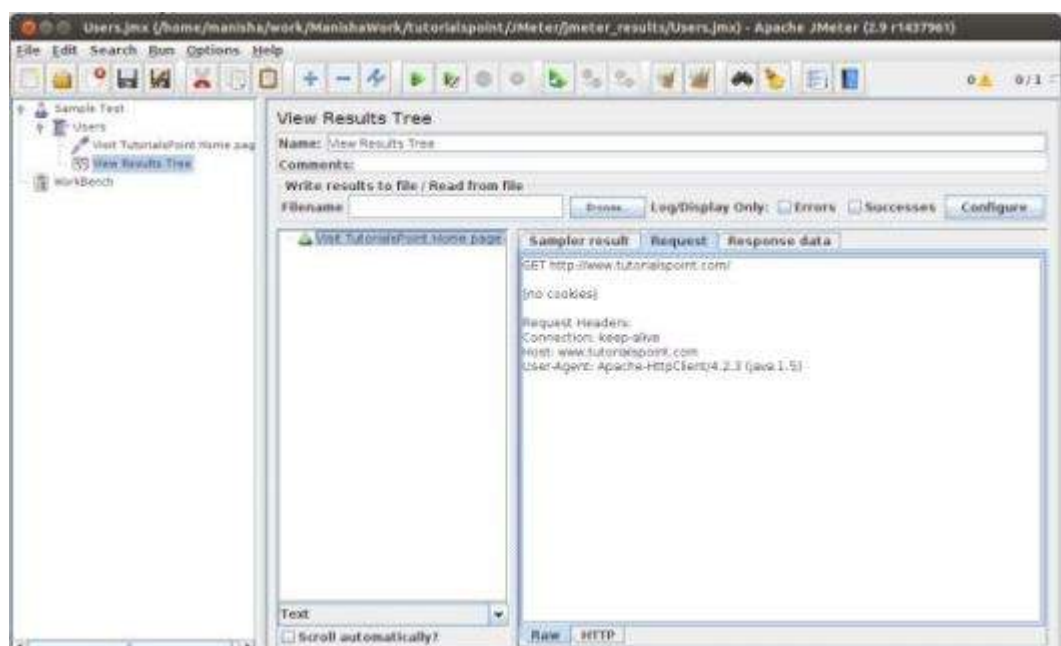 Users.jmx (/home/manisha/work/ManishaWork/tutorialspoint/JMeter/jmeter_results/Users.jmx) - Apache JMeter (2.9 r1437961)
File Edit Search Run Options Help
0 0/1
Sample Test
Users
Visit TutorialsPoint Home pag
View Results Tree
WorkBench
View Results Tree
Name: View Results Tree
Comments:
Write results to file / Read from file
Filename Browse... Log/Display Only: Errors Successes Configure
Visit TutorialsPoint Home page
Text
Scroll automatically?
Sampler result Request Response data
GET http://www.tutorialspoint.com/
[no cookies]
Request Headers:
Connection: keep-alive
Host: www.tutorialspoint.com
User-Agent: Apache-HttpClient/4.2.3 (java 1.5)
Raw HTTP